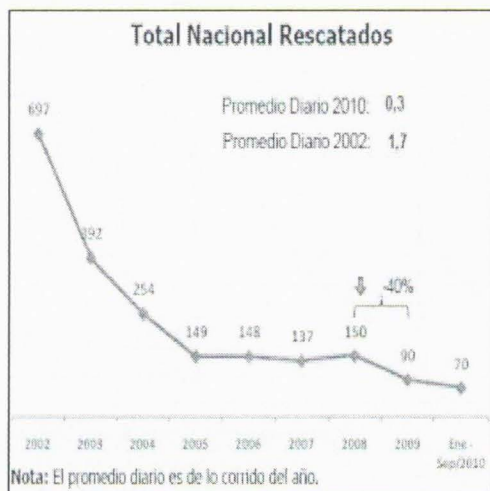 Total Nacional Rescatados
Promedio Diario 2010: 0,3
Promedio Diario 2002: 1,7
697
392
254
149
148
137
150
90
70
-40%
2002 2003 2004 2005 2006 2007 2008 2009 Ene -
Sep/2010
Nota: El promedio diario es de lo corrido del año.